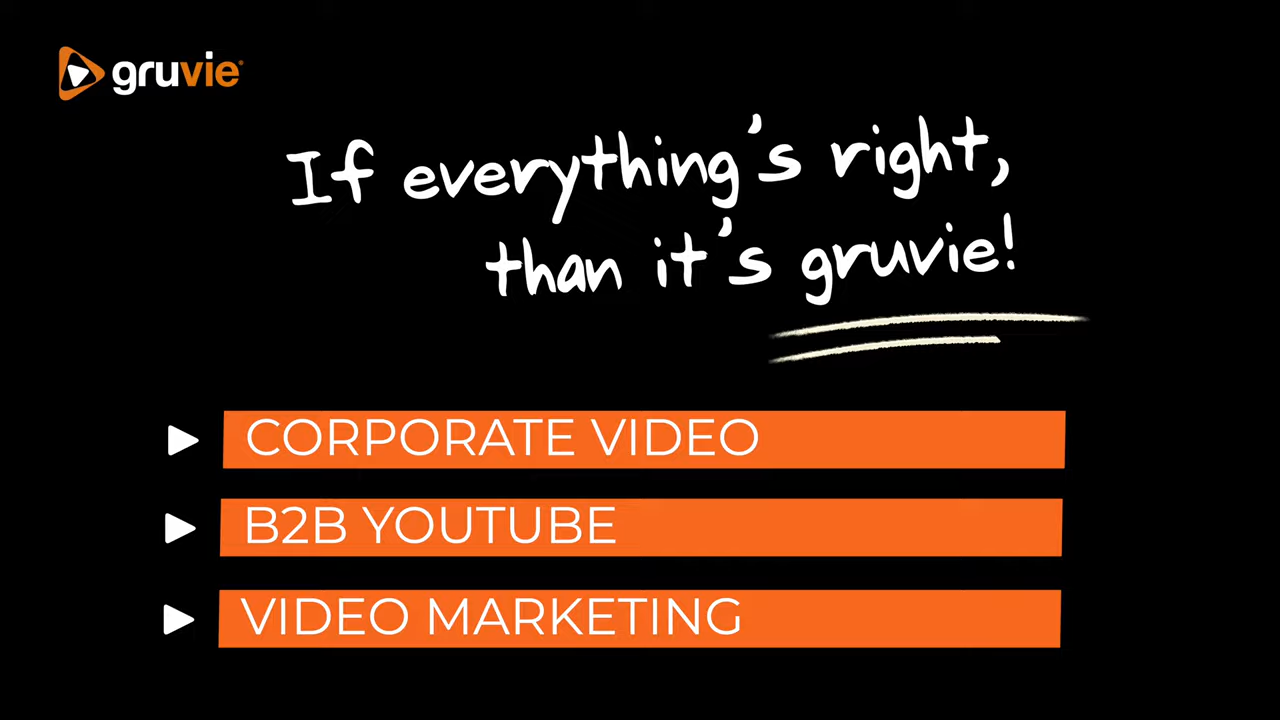 gruvie®
If everything's right,
than it's gruvie!
CORPORATE VIDEO
B2B YOUTUBE
VIDEO MARKETING